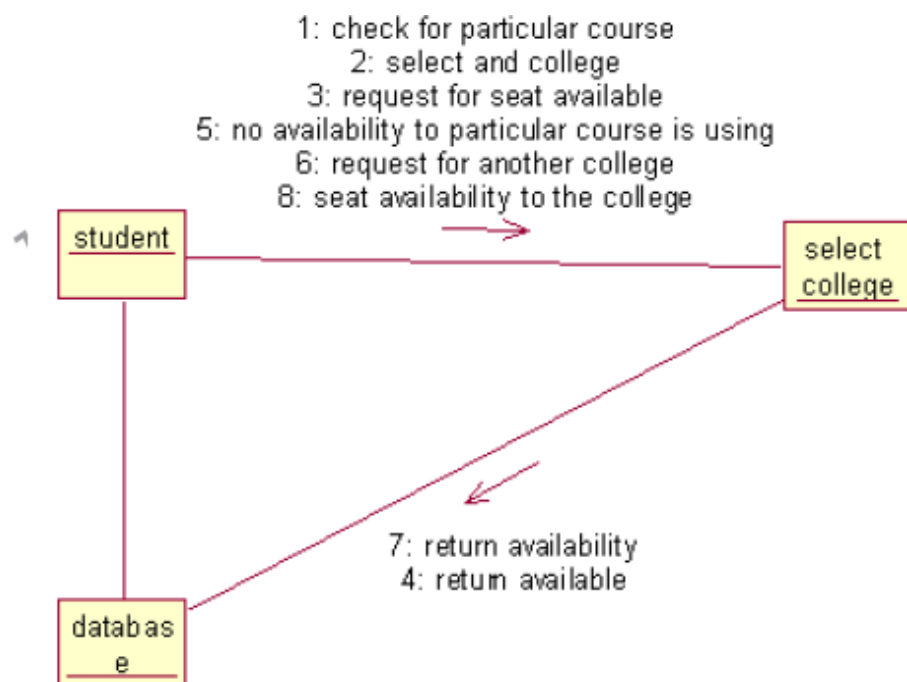 1: check for particular course
2: select and college
3: request for seat available
5: no availability to particular course is using
6: request for another college
8: seat availability to the college
student
select
college
7: return availability
4: return available
databas
e